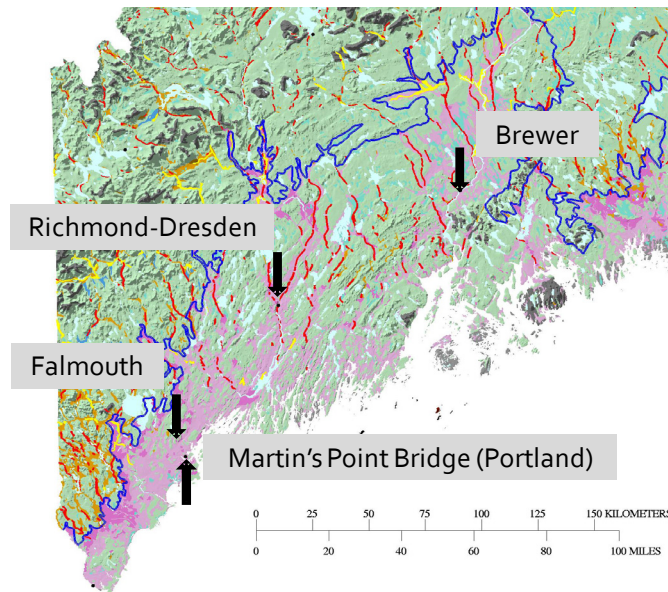 Brewer
Richmond-Dresden
Falmouth
Martin's Point Bridge (Portland)
0 25 50 75 100 125 150 KILOMETERS
0 20 40 60 80 100 MILES